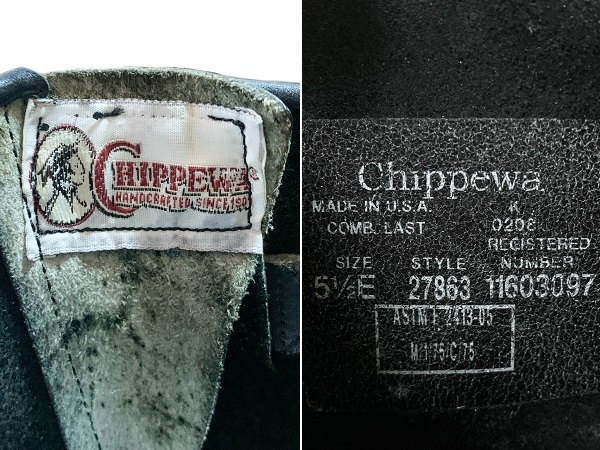 CHIPPEWA
HANDCRAFTED SINCE 190
Chippewa
MADE IN U.S.A. K
COMB. LAST 0208
REGISTERED
SIZE STYLE NUMBER
5½E 27863 11603097
ASTM F 2413-05
M/I/75/C/75